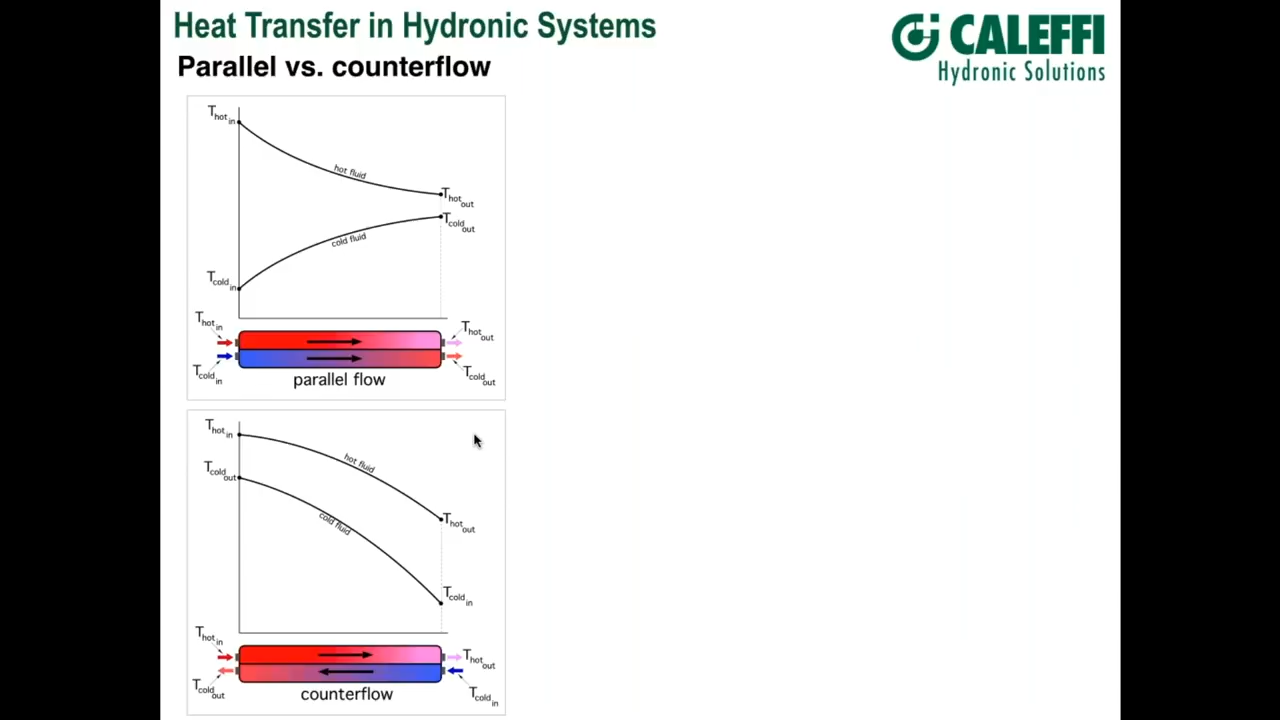 Heat Transfer in Hydronic Systems
Parallel vs. counterflow
CALEFFI
Hydronic Solutions
Thot in
hot fluid
Thot out
Tcold out
cold fluid
Tcold in
Thot in
Thot out
Tcold in
Tcold out
parallel flow
Thot in
hot fluid
Tcold out
cold fluid
Thot out
Tcold in
Thot in
Thot out
Tcold out
Tcold in
counterflow